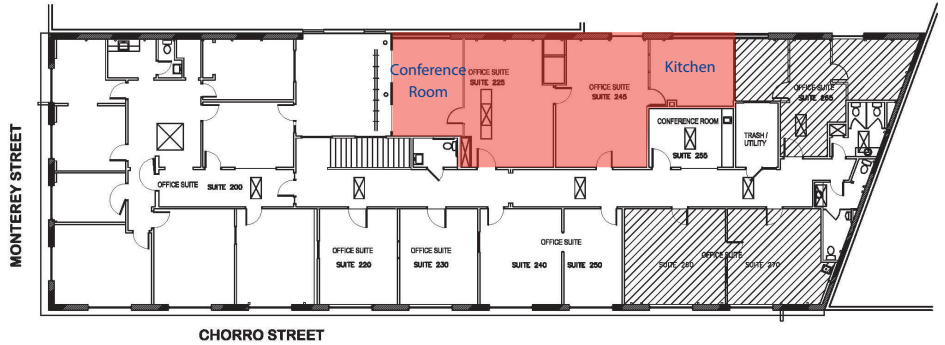 Conference
Room
OFFICE SUITE
SUITE 225
OFFICE SUITE
SUITE 245
Kitchen
OFFICE SUITE
SUITE 265
CONFERENCE ROOM
SUITE 255
TRASH /
UTILITY
OFFICE SUITE
SUITE 200
MONTEREY STREET
OFFICE SUITE
SUITE 220
OFFICE SUITE
SUITE 230
OFFICE SUITE
SUITE 240
SUITE 250
OFFICE SUITE
SUITE 260
SUITE 270
CHORRO STREET